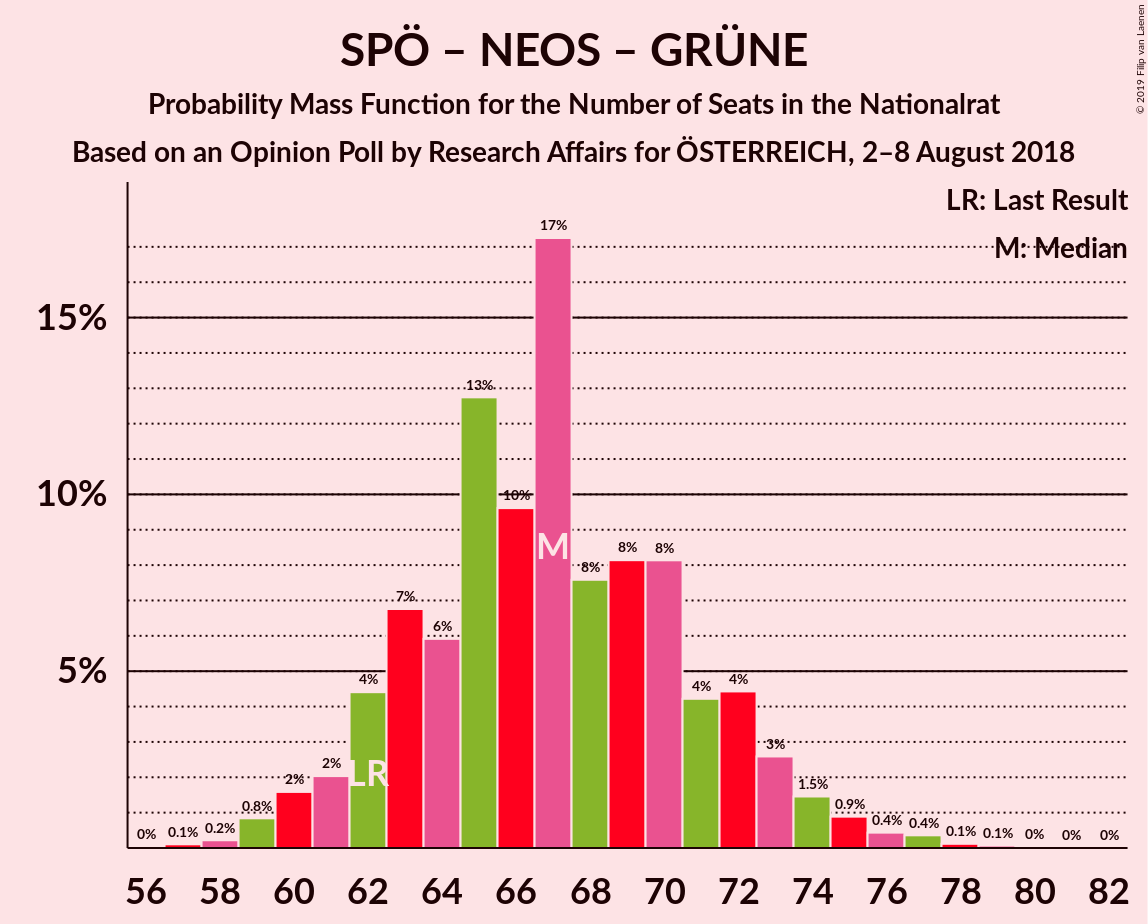 SPÖ – NEOS – GRÜNE
Probability Mass Function for the Number of Seats in the Nationalrat
Based on an Opinion Poll by Research Affairs for ÖSTERREICH, 2–8 August 2018
© 2019 Filip van Laenen
LR: Last Result
M: Median
15%
10%
5%
0% 0.1% 0.2% 0.8% 2% 2% 4% 7% 6% 13% 10% 17% 8% 8% 8% 4% 4% 3% 1.5% 0.9% 0.4% 0.4% 0.1% 0.1% 0% 0% 0%
LR
M
56 58 60 62 64 66 68 70 72 74 76 78 80 82